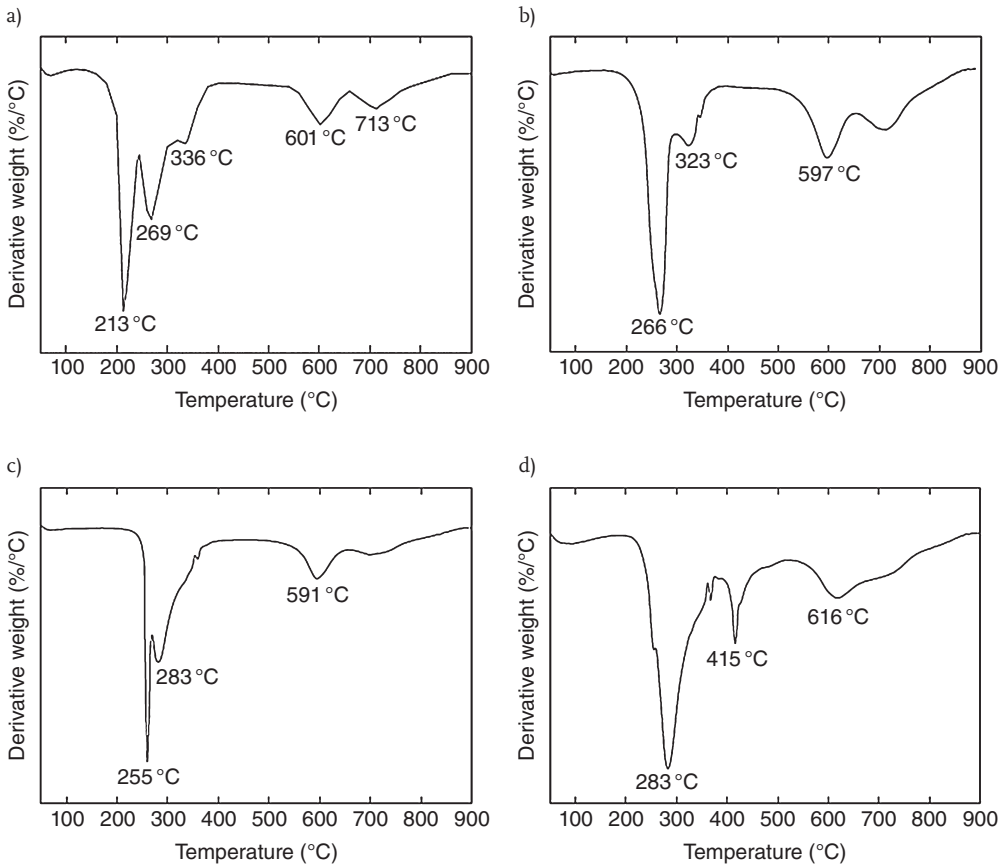 a)
Derivative weight (%/°C)
213 °C
269 °C
336 °C
601 °C
713 °C
100 200 300 400 500 600 700 800 900
Temperature (°C)
b)
Derivative weight (%/°C)
266 °C
323 °C
597 °C
100 200 300 400 500 600 700 800 900
Temperature (°C)
c)
Derivative weight (%/°C)
255 °C
283 °C
591 °C
100 200 300 400 500 600 700 800 900
Temperature (°C)
d)
Derivative weight (%/°C)
283 °C
415 °C
616 °C
100 200 300 400 500 600 700 800 900
Temperature (°C)